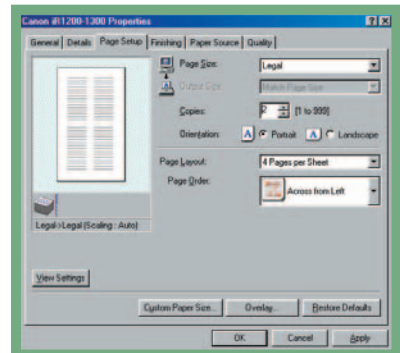 Canon iR1200-1300 Properties
General Details Page Setup Finishing Paper Source Quality
Page Size: Legal
Output Size: Match Page Size
Copies: 2 [1 to 999]
Orientation: A Portrait A Landscape
Page Layout: 4 Pages per Sheet
Page Order: Across from Left
Legal->Legal (Scaling : Auto)
View Settings
Custom Paper Size... Overlay... Restore Defaults
OK Cancel Apply